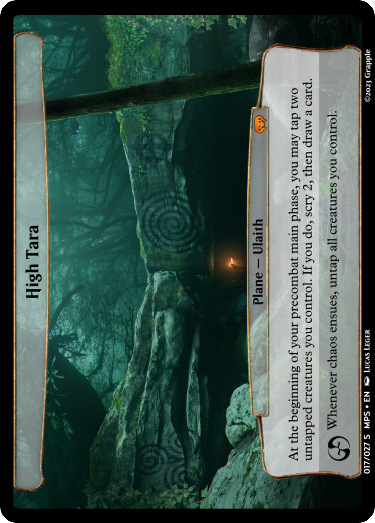 High Tara
Plane — Ulaith
At the beginning of your precombat main phase, you may tap two
untapped creatures you control. If you do, scry 2, then draw a card.
Whenever chaos ensues, untap all creatures you control.
017/027 S MPS • EN Lucas Leger
©2023 Grapple